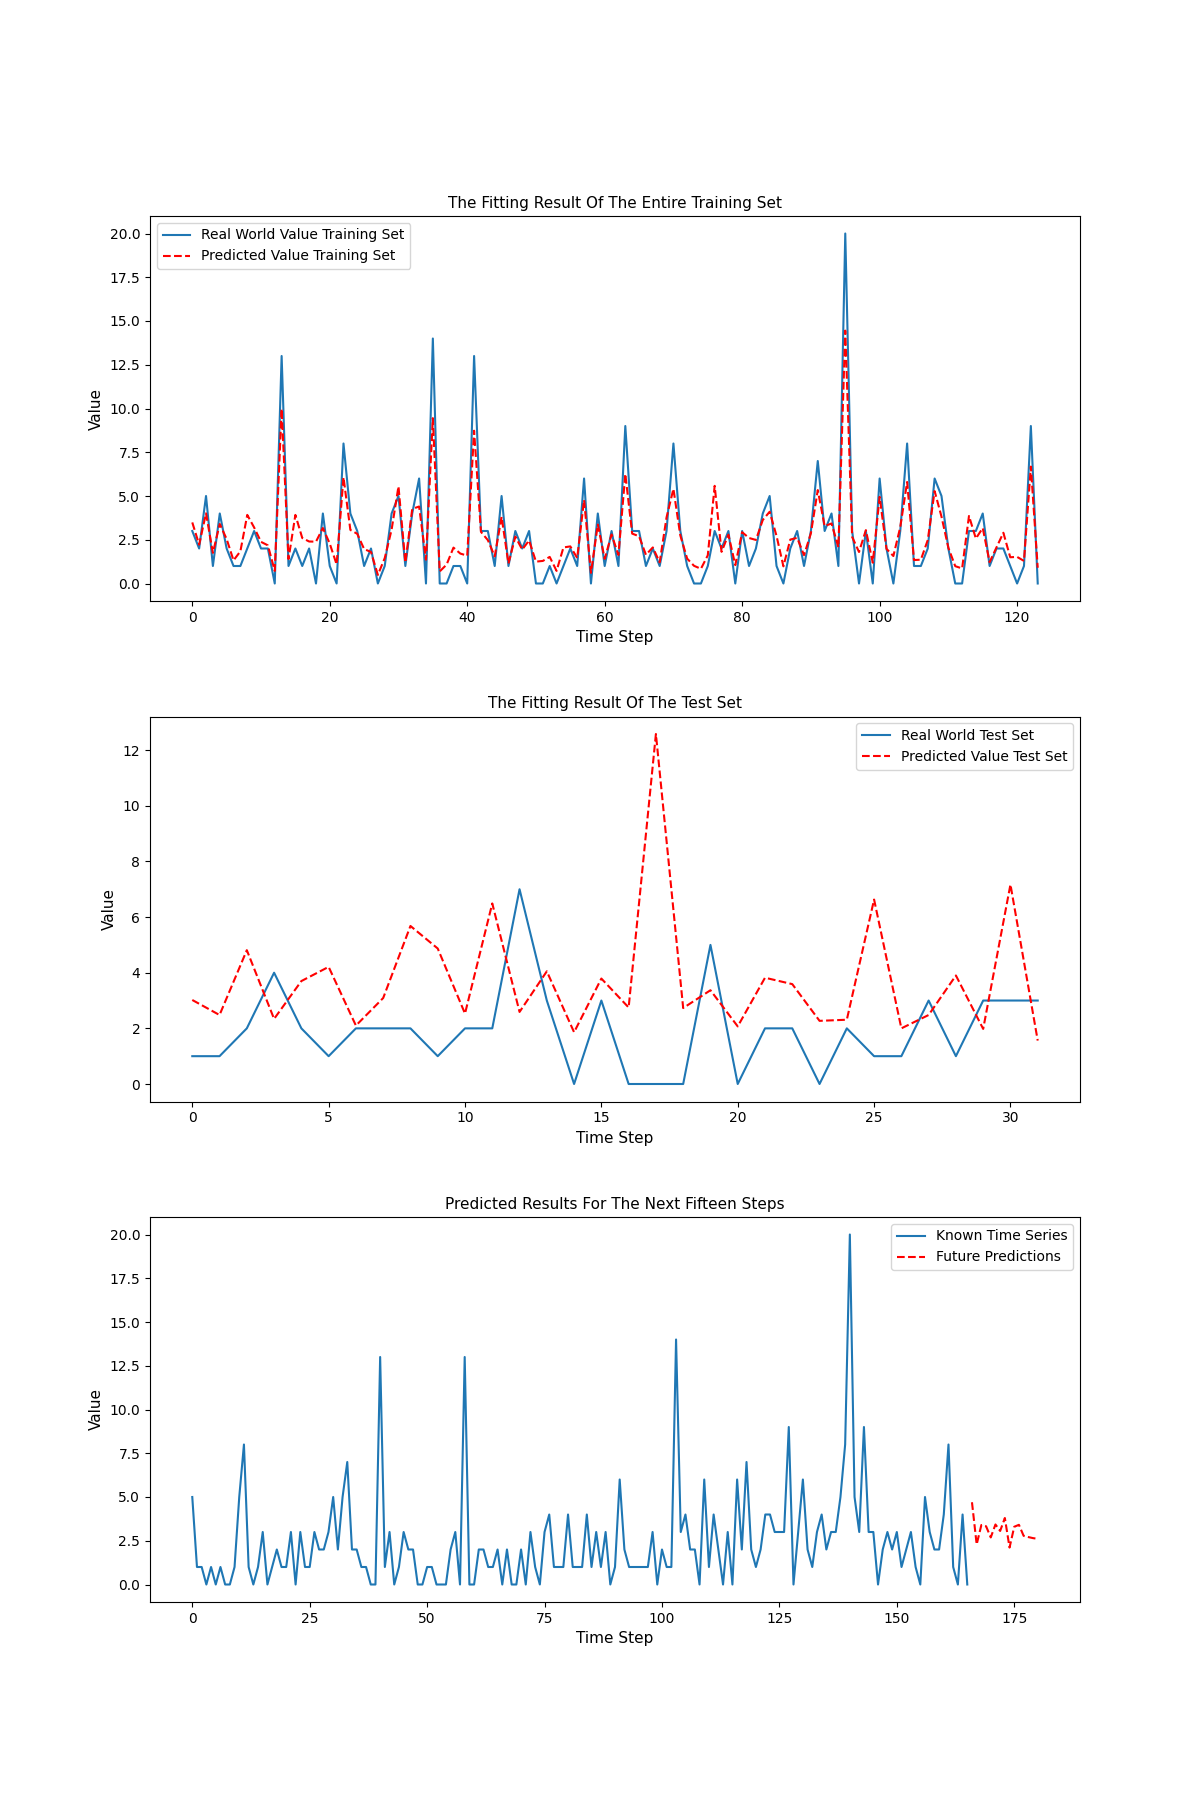 The Fitting Result Of The Entire Training Set
Real World Value Training Set
Predicted Value Training Set
20.0
17.5
15.0
12.5
10.0
7.5
5.0
2.5
0.0
Value
0 20 40 60 80 100 120
Time Step
The Fitting Result Of The Test Set
Real World Test Set
Predicted Value Test Set
12
10
8
6
4
2
0
Value
0 5 10 15 20 25 30
Time Step
Predicted Results For The Next Fifteen Steps
Known Time Series
Future Predictions
20.0
17.5
15.0
12.5
10.0
7.5
5.0
2.5
0.0
Value
0 25 50 75 100 125 150 175
Time Step